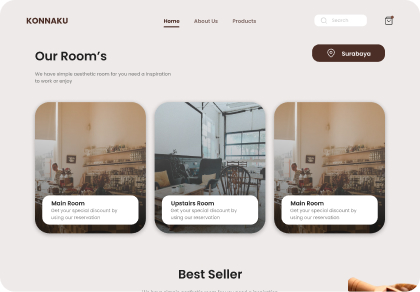 KONNAKU
Home
About Us
Products
Search
Our Room's
Surabaya
We have simple aesthetic room for you need a inspiration
to work or enjoy
Main Room
Get your special discount by
using our reservation
Upstairs Room
Get your special discount by
using our reservation
Main Room
Get your special discount by
using our reservation
Best Seller